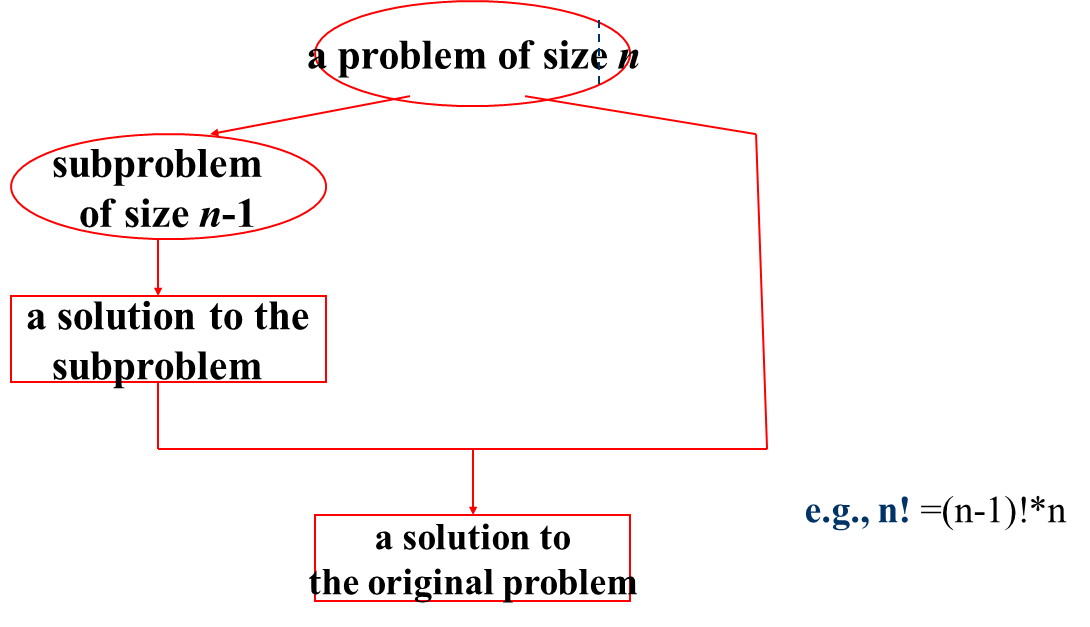 a problem of size n
subproblem
of size n-1
a solution to the
subproblem
a solution to
the original problem
e.g., n! =(n-1)!*n